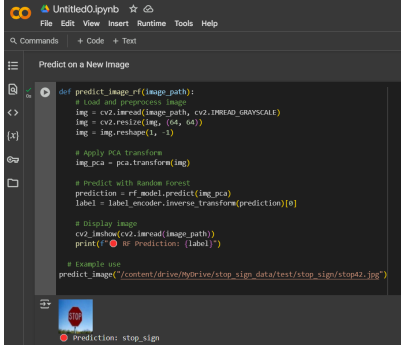 CO Untitled0.ipynb
File Edit View Insert Runtime Tools Help
Commands + Code + Text
Predict on a New Image
def predict_image_rf(image_path):
# Load and preprocess image
img = cv2.imread(image_path, cv2.IMREAD_GRAYSCALE)
img = cv2.resize(img, (64, 64))
img = img.reshape(1, -1)
# Apply PCA transform
img_pca = pca.transform(img)
# Predict with Random Forest
prediction = rf_model.predict(img_pca)
label = label_encoder.inverse_transform(prediction)[0]
# Display image
cv2_imshow(cv2.imread(image_path))
print(f"🔴 RF Prediction: {label}")
# Example use
predict_image("/content/drive/MyDrive/stop_sign_data/test/stop_sign/stop42.jpg")
STOP
🔴 Prediction: stop_sign